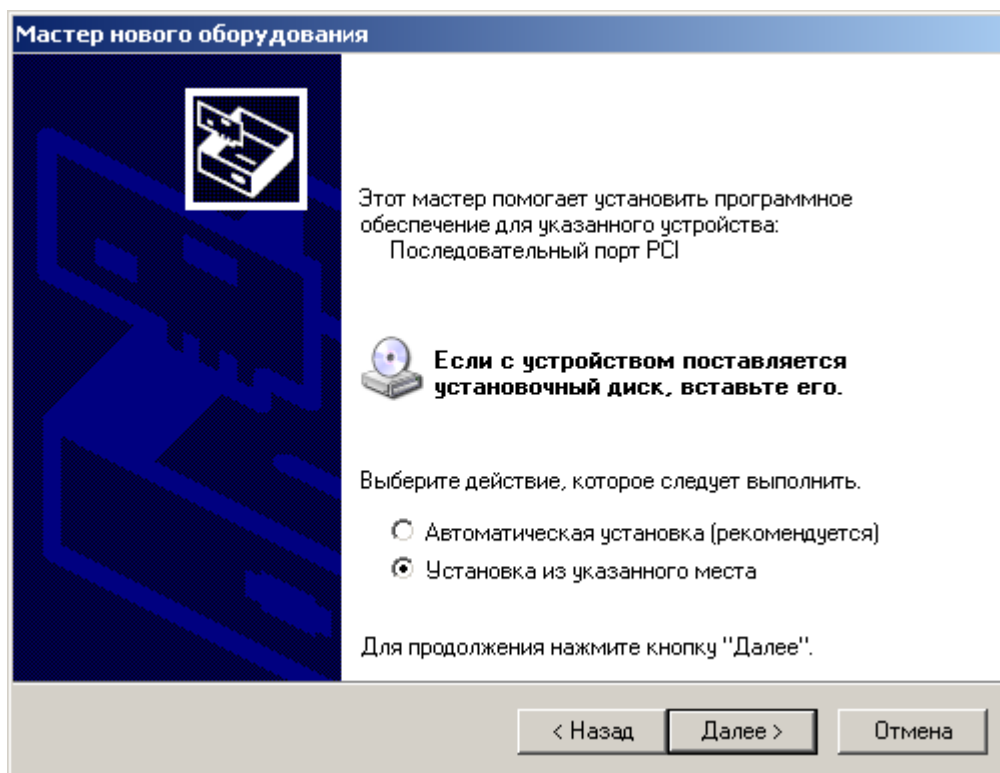 Мастер нового оборудования
Этот мастер помогает установить программное
обеспечение для указанного устройства:
Последовательный порт PCI
Если с устройством поставляется
установочный диск, вставьте его.
Выберите действие, которое следует выполнить.
Автоматическая установка (рекомендуется)
Установка из указанного места
Для продолжения нажмите кнопку "Далее".
< Назад
Далее >
Отмена